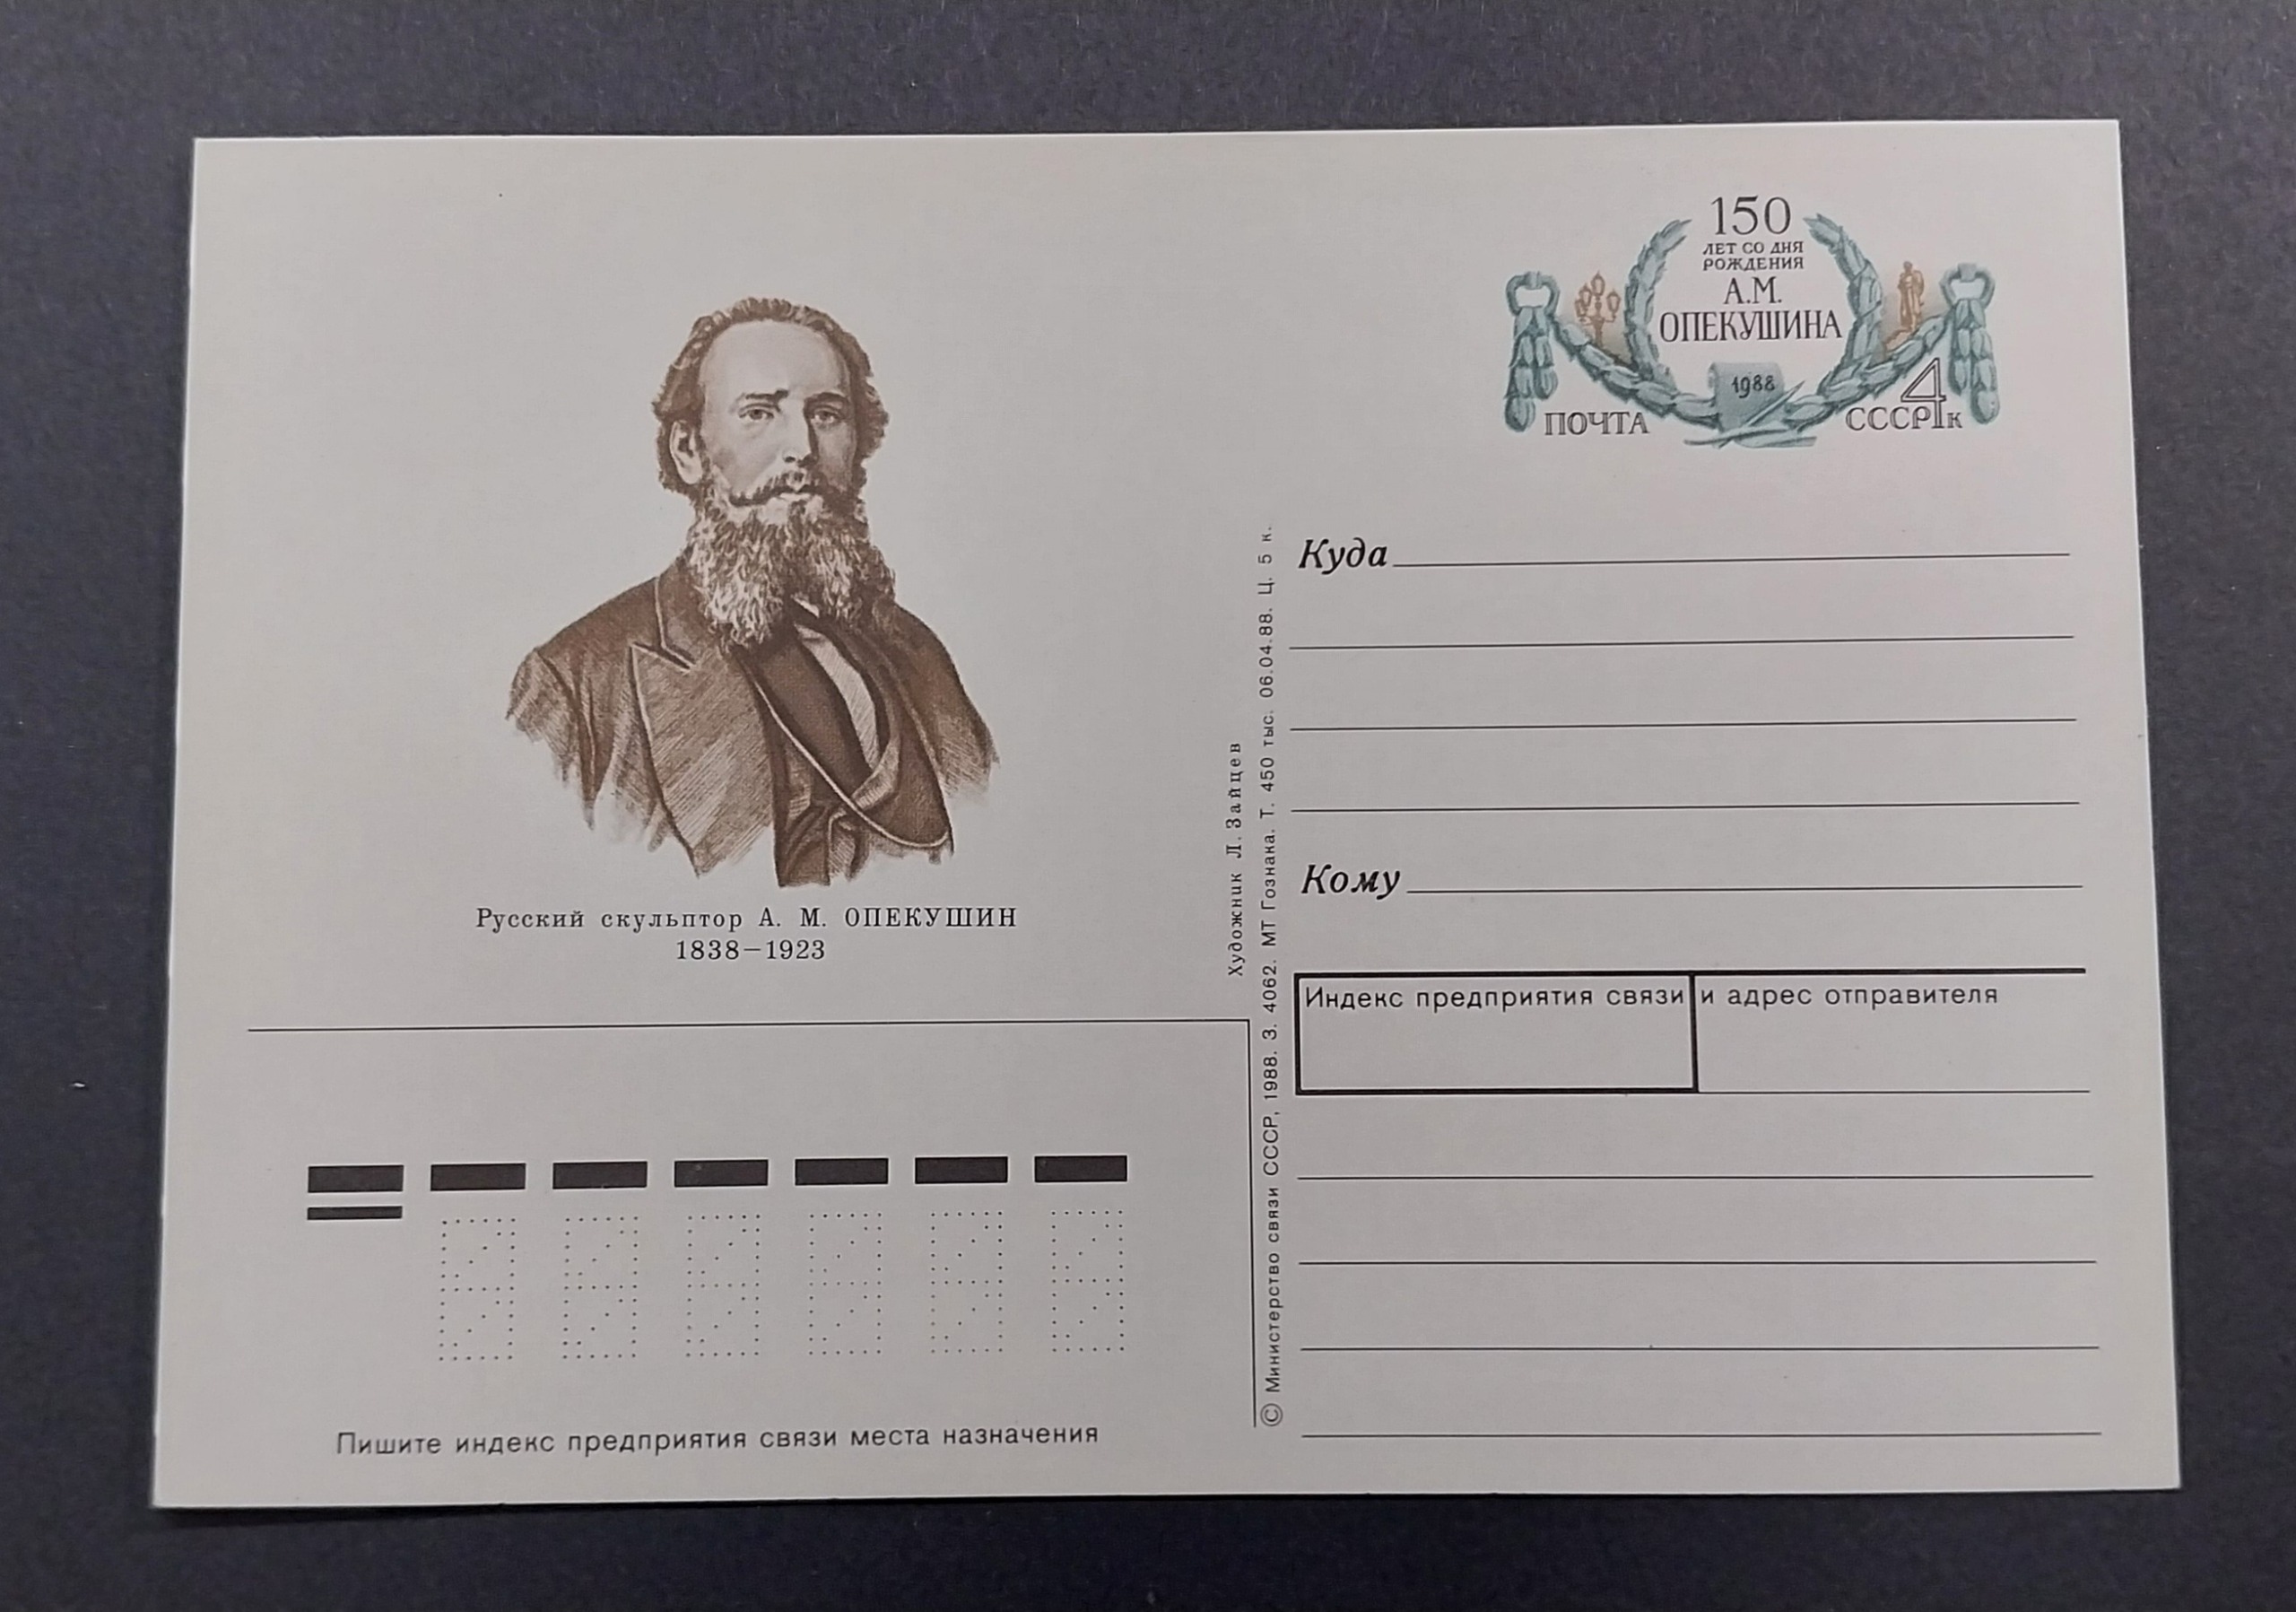 150
ЛЕТ СО ДНЯ
РОЖДЕНИЯ
А.М.
ОПЕКУШИНА
1988
ПОЧТА СССР 4 к
Русский скульптор А. М. ОПЕКУШИН
1838—1923
Художник Л. Зайцев
© Министерство связи СССР, 1988. З. 4062. МТ Гознака. Т. 450 тыс. 06.04.88. Ц. 5 к.
Куда
Кому
Индекс предприятия связи и адрес отправителя
Пишите индекс предприятия связи места назначения